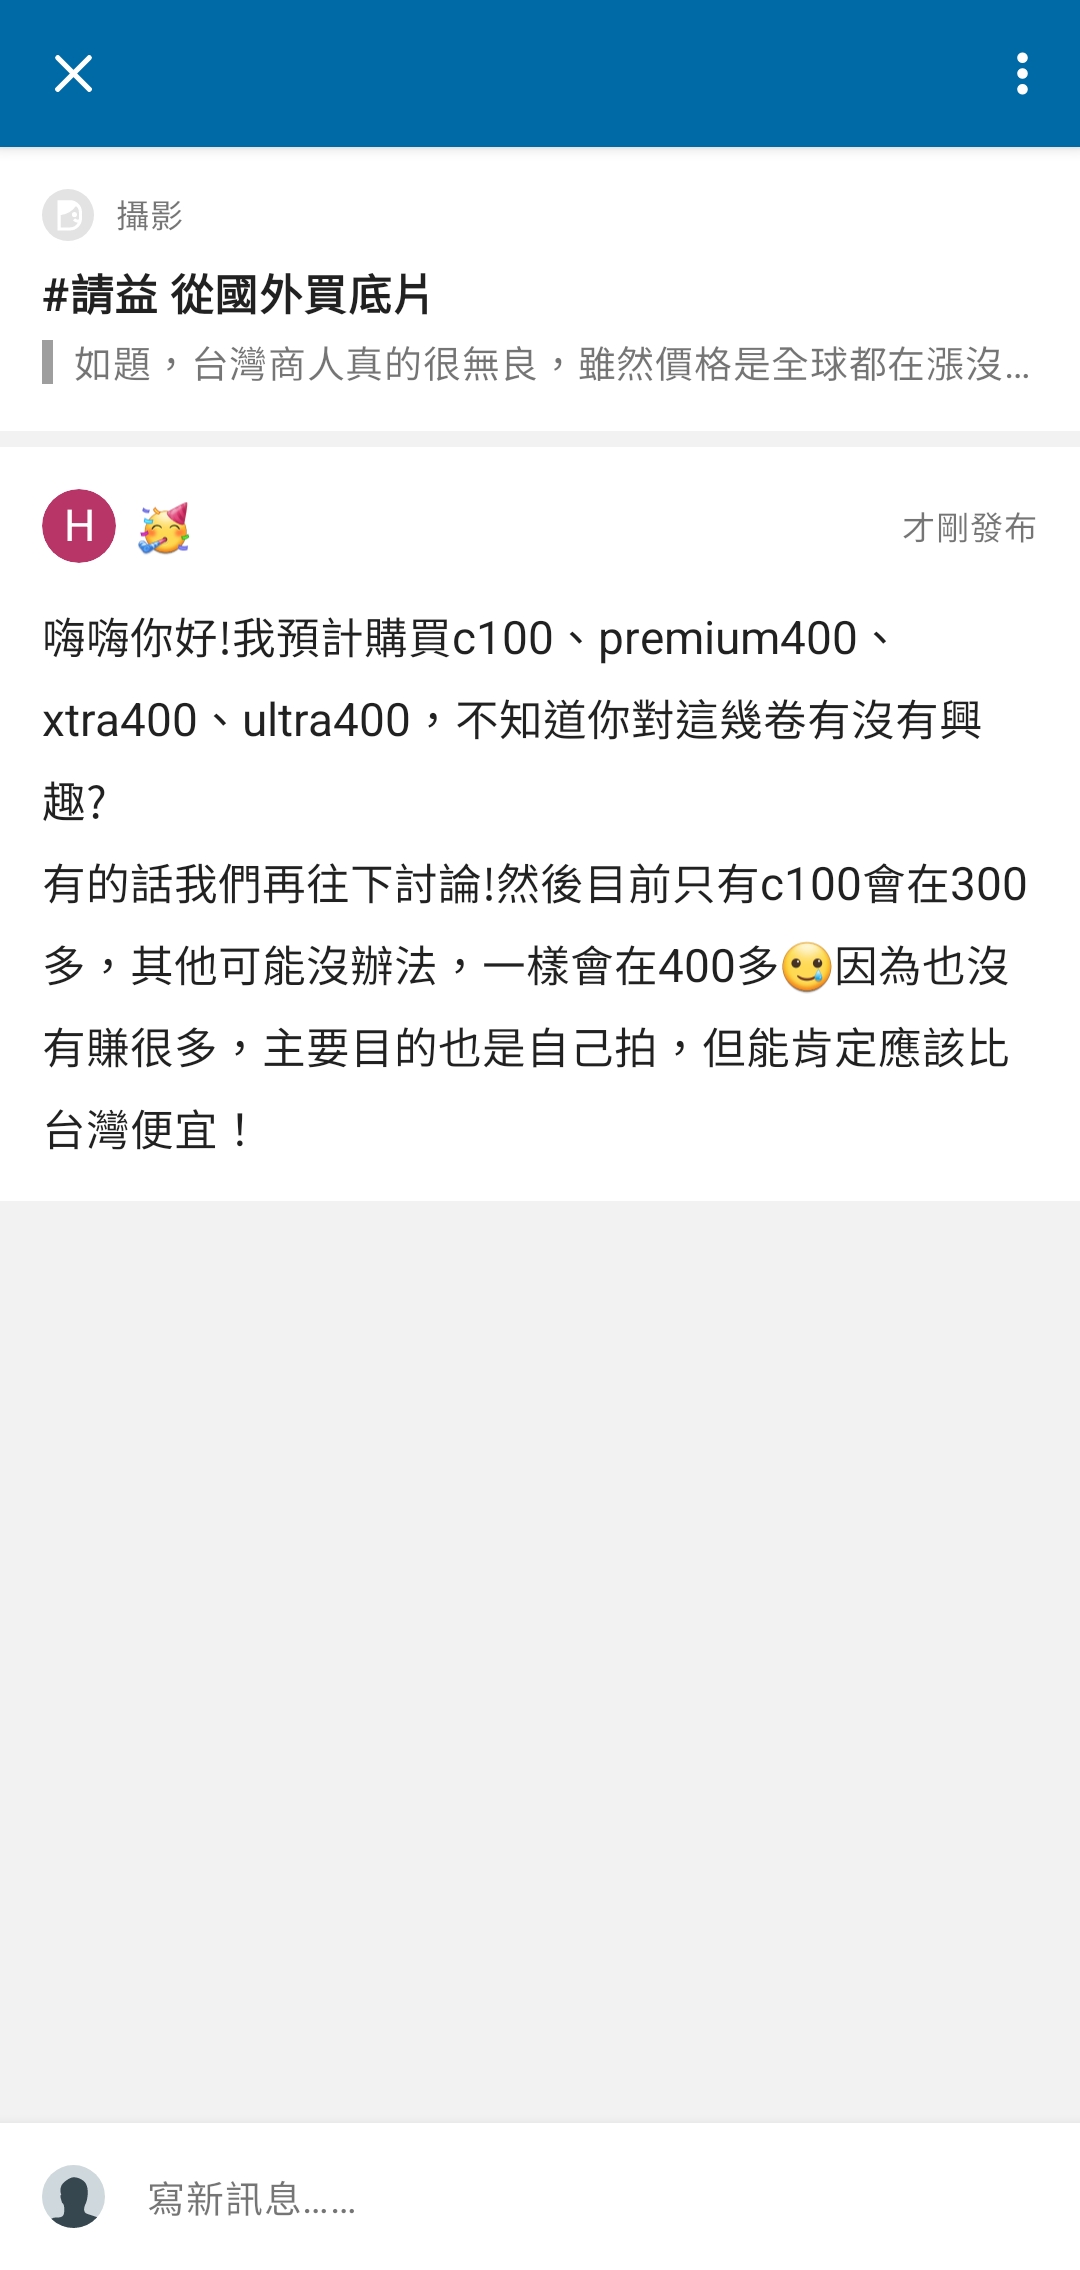 攝影
#請益 從國外買底片
如題，台灣商人真的很無良，雖然價格是全球都在漲沒...
H 🥳 才剛發布
嗨嗨你好!我預計購買c100、premium400、
xtra400、ultra400，不知道你對這幾卷有沒有興
趣?
有的話我們再往下討論!然後目前只有c100會在300
多，其他可能沒辦法，一樣會在400多🥲因為也沒
有賺很多，主要目的也是自己拍，但能肯定應該比
台灣便宜！
寫新訊息......